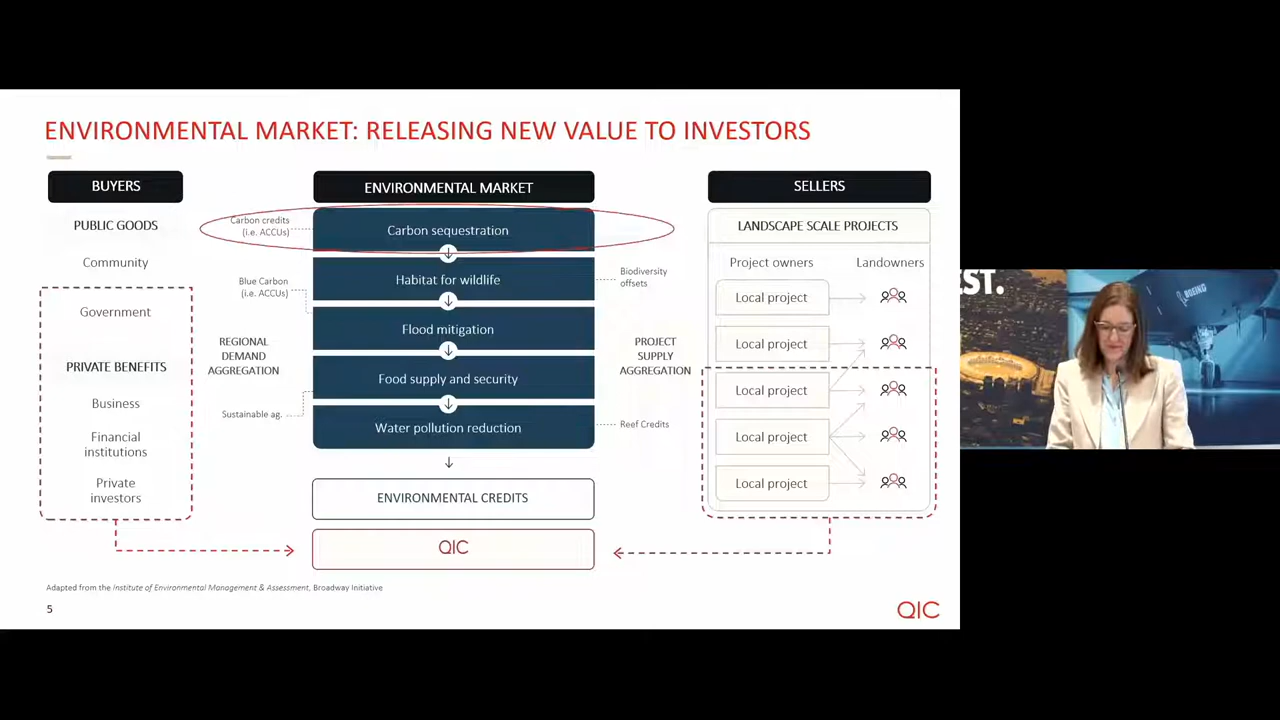 ENVIRONMENTAL MARKET: RELEASING NEW VALUE TO INVESTORS
BUYERS
PUBLIC GOODS
Community
Government
PRIVATE BENEFITS
Business
Financial
institutions
Private
investors
Carbon credits
(i.e. ACCUs)
Blue Carbon
(i.e. ACCUs)
REGIONAL
DEMAND
AGGREGATION
Sustainable ag.
ENVIRONMENTAL MARKET
Carbon sequestration
Habitat for wildlife
Flood mitigation
Food supply and security
Water pollution reduction
ENVIRONMENTAL CREDITS
QIC
Biodiversity
offsets
PROJECT
SUPPLY
AGGREGATION
Reef Credits
SELLERS
LANDSCAPE SCALE PROJECTS
Project owners
Landowners
Local project
Local project
Local project
Local project
Local project
Adapted from the Institute of Environmental Management & Assessment, Broadway Initiative
5
QIC
EST.
BOEING